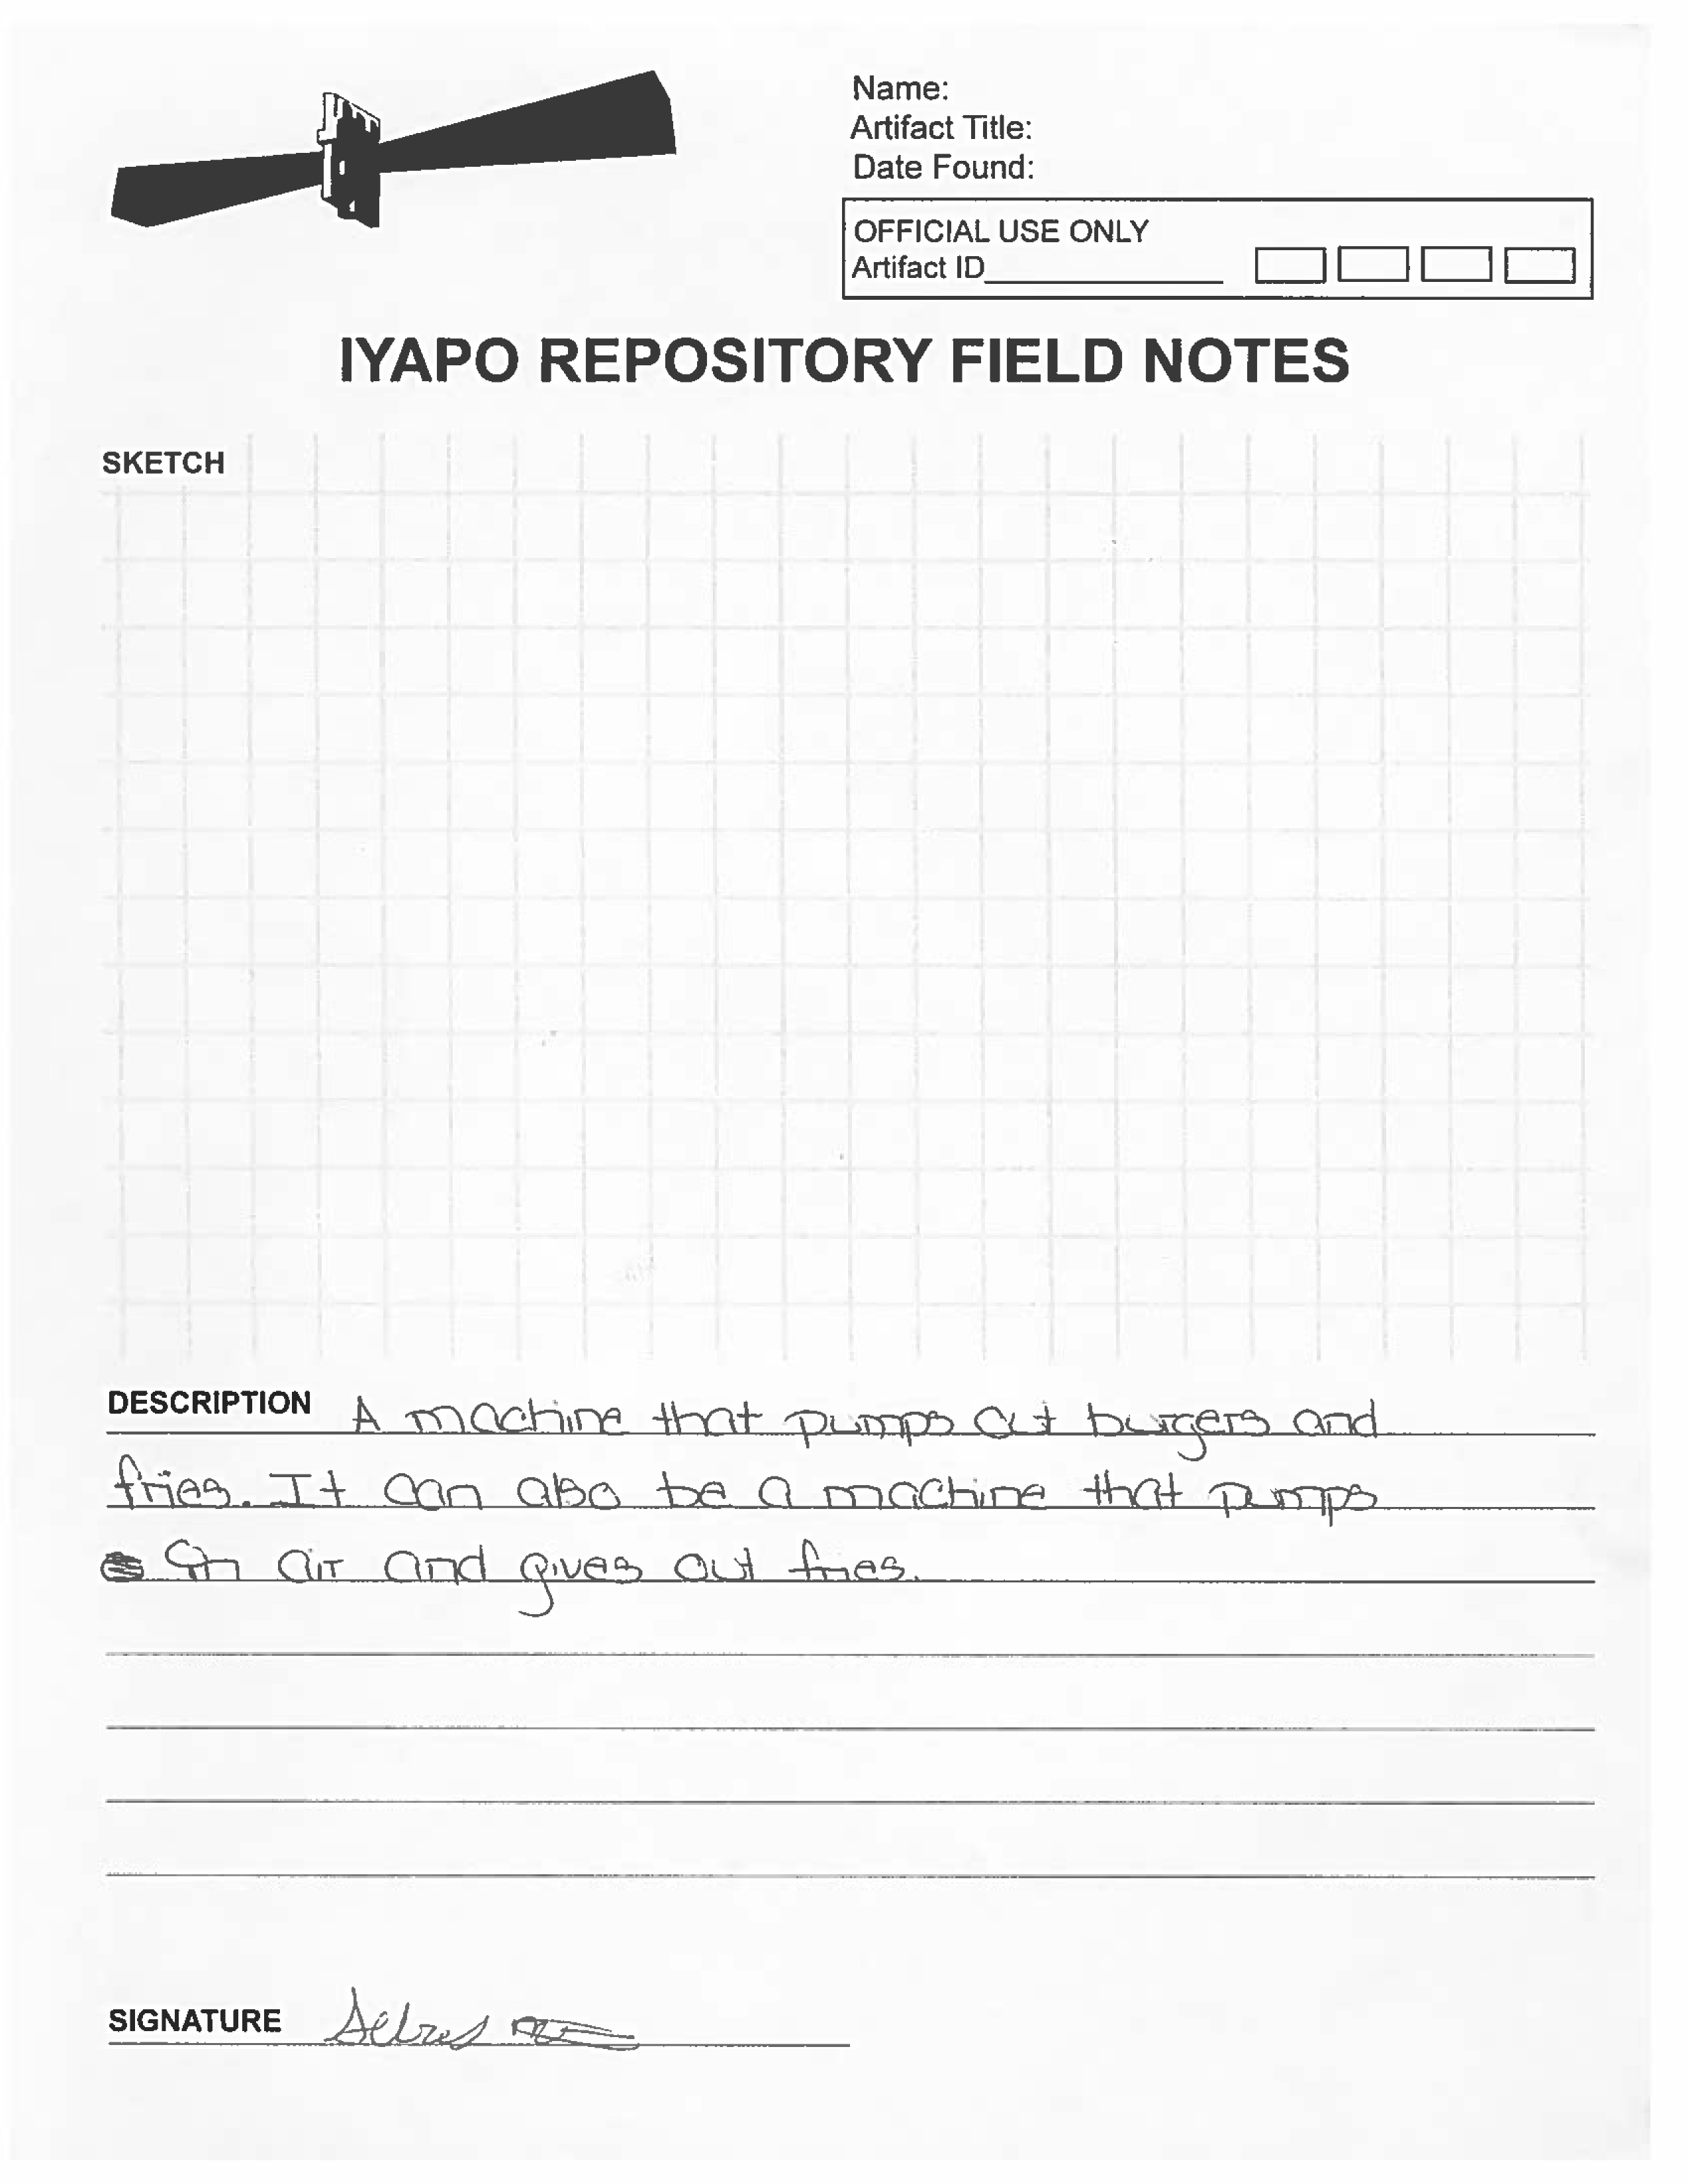 Name:
Artifact Title:
Date Found:
OFFICIAL USE ONLY
Artifact ID
IYAPO REPOSITORY FIELD NOTES
SKETCH
DESCRIPTION A machine that pumps out burgers and
fries. It can also be a machine that pumps
in air and gives out fries.
SIGNATURE